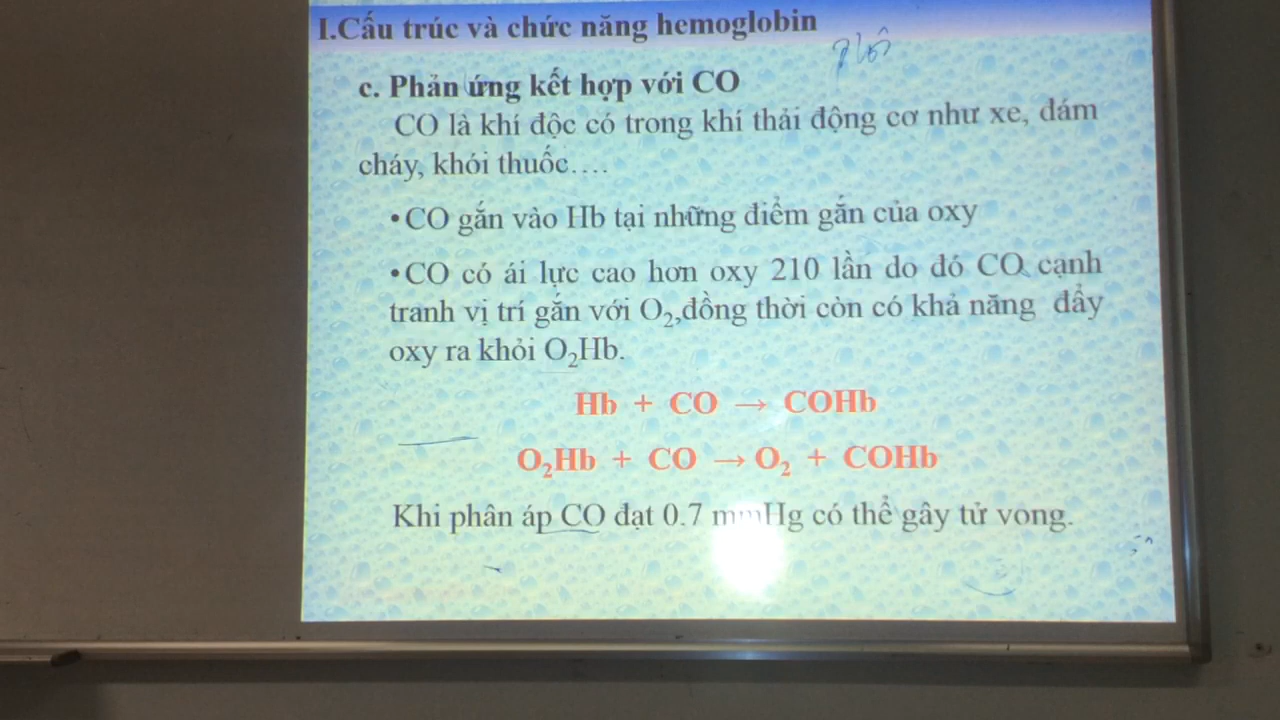 I.Cấu trúc và chức năng hemoglobin
c. Phản ứng kết hợp với CO
CO là khí độc có trong khí thải động cơ như xe, đám
cháy, khói thuốc….
•CO gắn vào Hb tại những điểm gắn của oxy
•CO có ái lực cao hơn oxy 210 lần do đó CO cạnh
tranh vị trí gắn với O₂,đồng thời còn có khả năng đẩy
oxy ra khỏi O₂Hb.
Hb + CO → COHb
O₂Hb + CO → O₂ + COHb
Khi phân áp CO đạt 0.7 mmHg có thể gây tử vong.